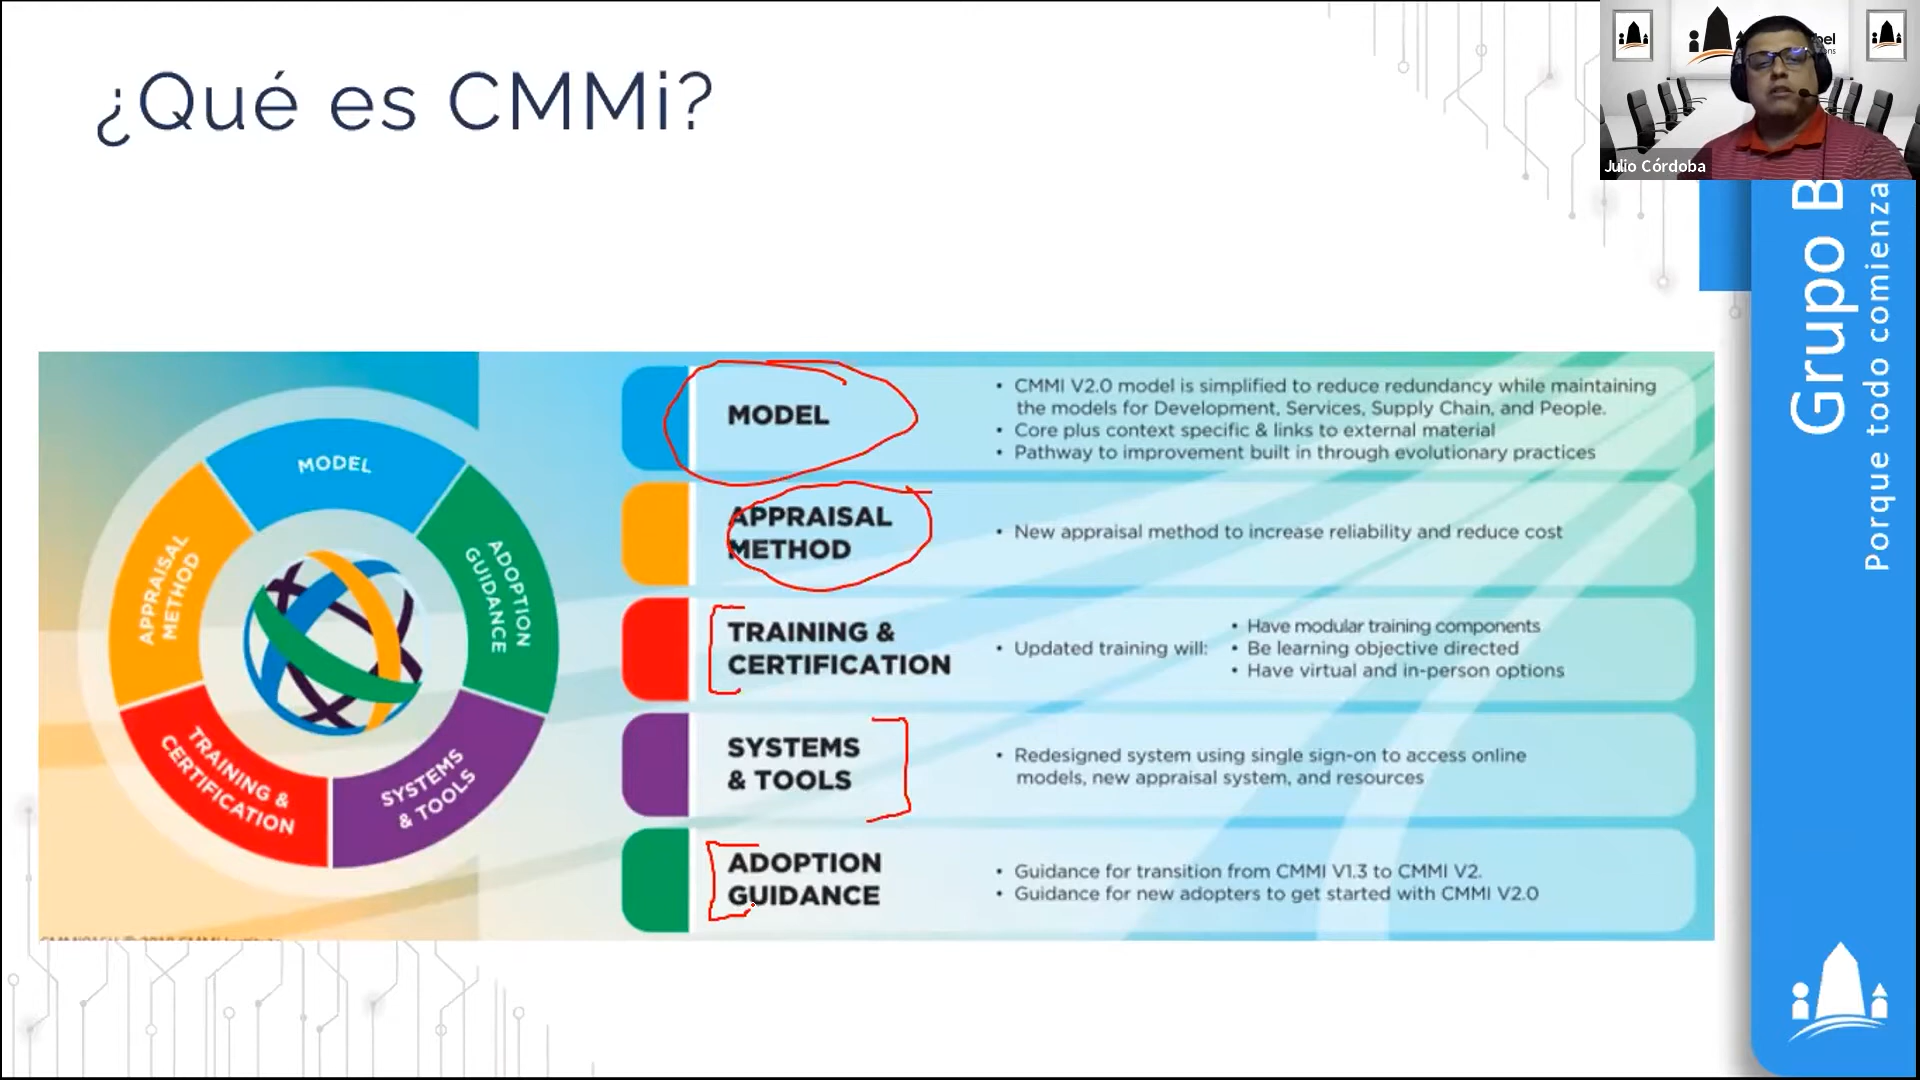 ¿Qué es CMMi?
Julio Córdoba
Grupo B
Porque todo comienza
MODEL
ADOPTION
GUIDANCE
SYSTEMS
& TOOLS
TRAINING &
CERTIFICATION
APPRAISAL
METHOD
MODEL
• CMMI V2.0 model is simplified to reduce redundancy while maintaining
the models for Development, Services, Supply Chain, and People.
• Core plus context specific & links to external material
• Pathway to improvement built in through evolutionary practices
APPRAISAL
METHOD
• New appraisal method to increase reliability and reduce cost
TRAINING &
CERTIFICATION
• Updated training will:
• Have modular training components
• Be learning objective directed
• Have virtual and in-person options
SYSTEMS
& TOOLS
• Redesigned system using single sign-on to access online
models, new appraisal system, and resources
ADOPTION
GUIDANCE
• Guidance for transition from CMMI V1.3 to CMMI V2.
• Guidance for new adopters to get started with CMMI V2.0